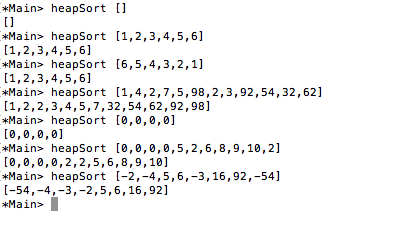 [*Main> heapSort []
[]
[*Main> heapSort [1,2,3,4,5,6]
[1,2,3,4,5,6]
[*Main> heapSort [6,5,4,3,2,1]
[1,2,3,4,5,6]
[*Main> heapSort [1,4,2,7,5,98,2,3,92,54,32,62]
[1,2,2,3,4,5,7,32,54,62,92,98]
[*Main> heapSort [0,0,0,0]
[0,0,0,0]
[*Main> heapSort [0,0,0,0,5,2,6,8,9,10,2]
[0,0,0,0,2,2,5,6,8,9,10]
[*Main> heapSort [-2,-4,5,6,-3,16,92,-54]
[-54,-4,-3,-2,5,6,16,92]
*Main>